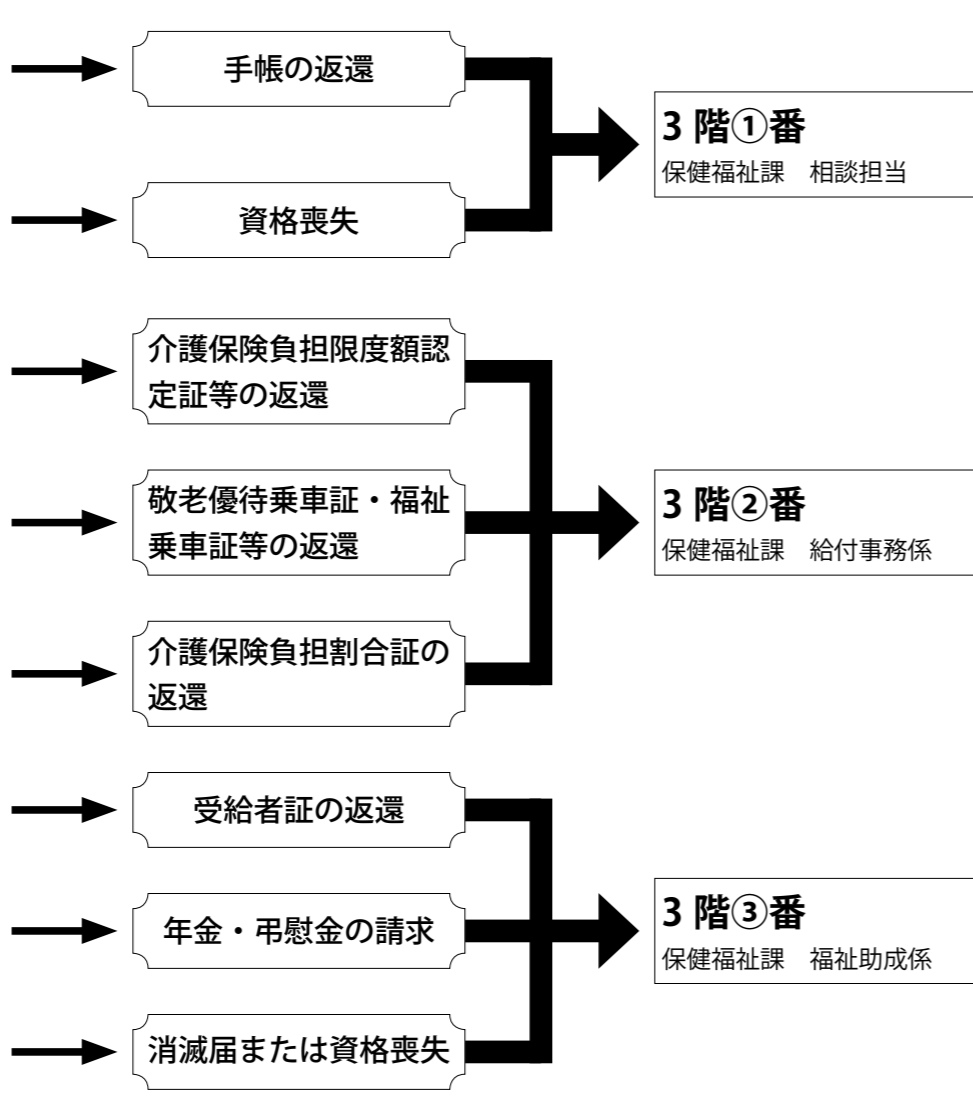 手帳の返還
資格喪失
3 階①番
保健福祉課　相談担当
介護保険負担限度額認
定証等の返還
敬老優待乗車証・福祉
乗車証等の返還
介護保険負担割合証の
返還
3 階②番
保健福祉課　給付事務係
受給者証の返還
年金・弔慰金の請求
消滅届または資格喪失
3 階③番
保健福祉課　福祉助成係